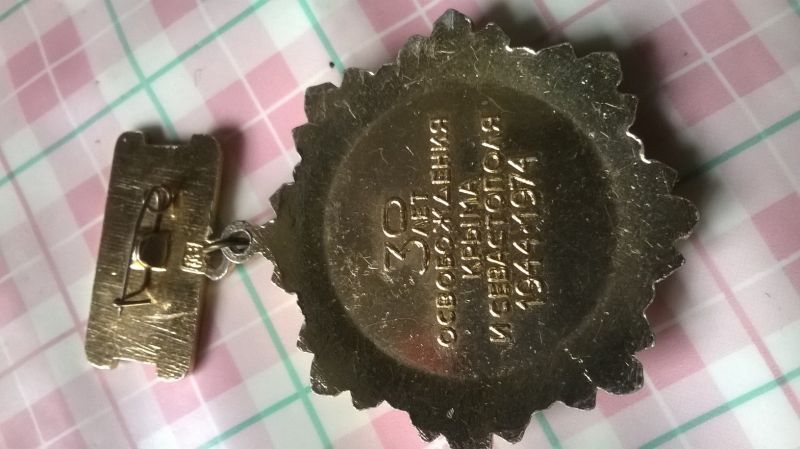 30
ЛЕТ
ОСВОБОЖДЕНИЯ
КРЫМА
И СЕВАСТОПОЛЯ
1944-1974